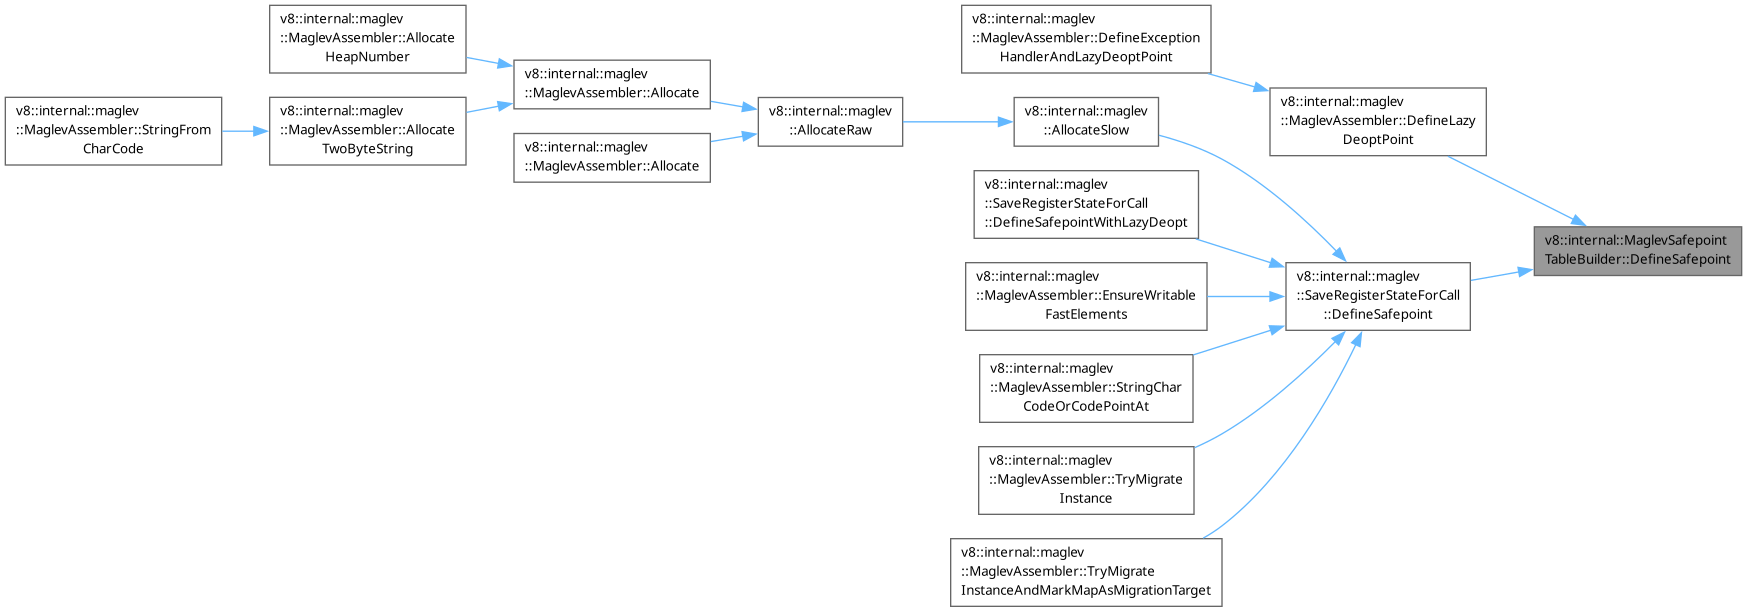 v8::internal::maglev
::MaglevAssembler::Allocate
HeapNumber
v8::internal::maglev
::MaglevAssembler::DefineException
HandlerAndLazyDeoptPoint
v8::internal::maglev
::MaglevAssembler::Allocate
v8::internal::maglev
::MaglevAssembler::DefineLazy
DeoptPoint
v8::internal::maglev
::MaglevAssembler::StringFrom
CharCode
v8::internal::maglev
::MaglevAssembler::Allocate
TwoByteString
v8::internal::maglev
::AllocateRaw
v8::internal::maglev
::AllocateSlow
v8::internal::maglev
::MaglevAssembler::Allocate
v8::internal::maglev
::SaveRegisterStateForCall
::DefineSafepointWithLazyDeopt
v8::internal::MaglevSafepoint
TableBuilder::DefineSafepoint
v8::internal::maglev
::MaglevAssembler::EnsureWritable
FastElements
v8::internal::maglev
::SaveRegisterStateForCall
::DefineSafepoint
v8::internal::maglev
::MaglevAssembler::StringChar
CodeOrCodePointAt
v8::internal::maglev
::MaglevAssembler::TryMigrate
Instance
v8::internal::maglev
::MaglevAssembler::TryMigrate
InstanceAndMarkMapAsMigrationTarget